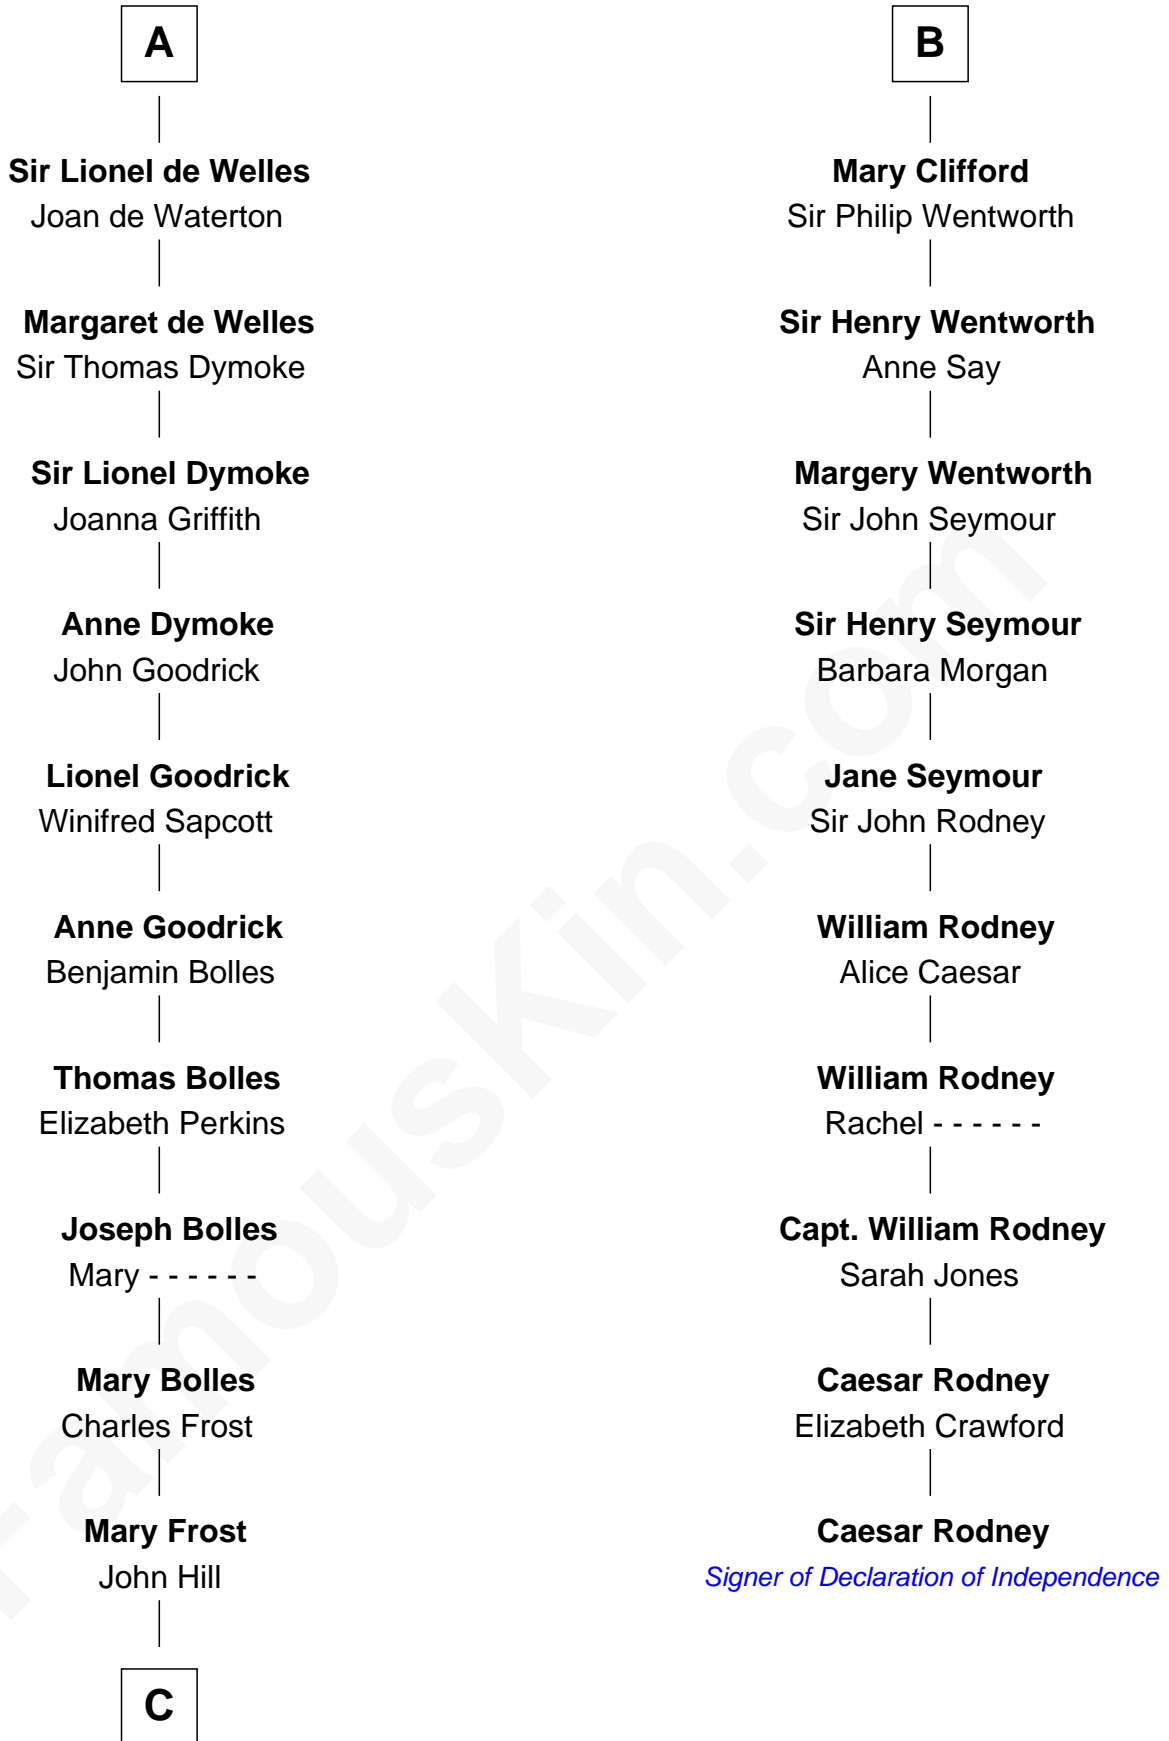 A
Sir Lionel de Welles
Joan de Waterton
Margaret de Welles
Sir Thomas Dymoke
Sir Lionel Dymoke
Joanna Griffith
Anne Dymoke
John Goodrick
Lionel Goodrick
Winifred Sapcott
Anne Goodrick
Benjamin Bolles
Thomas Bolles
Elizabeth Perkins
Joseph Bolles
Mary - - - - - -
Mary Bolles
Charles Frost
Mary Frost
John Hill
C
B
Mary Clifford
Sir Philip Wentworth
Sir Henry Wentworth
Anne Say
Margery Wentworth
Sir John Seymour
Sir Henry Seymour
Barbara Morgan
Jane Seymour
Sir John Rodney
William Rodney
Alice Caesar
William Rodney
Rachel - - - - - -
Capt. William Rodney
Sarah Jones
Caesar Rodney
Elizabeth Crawford
Caesar Rodney
Signer of Declaration of Independence
FamousKin.com